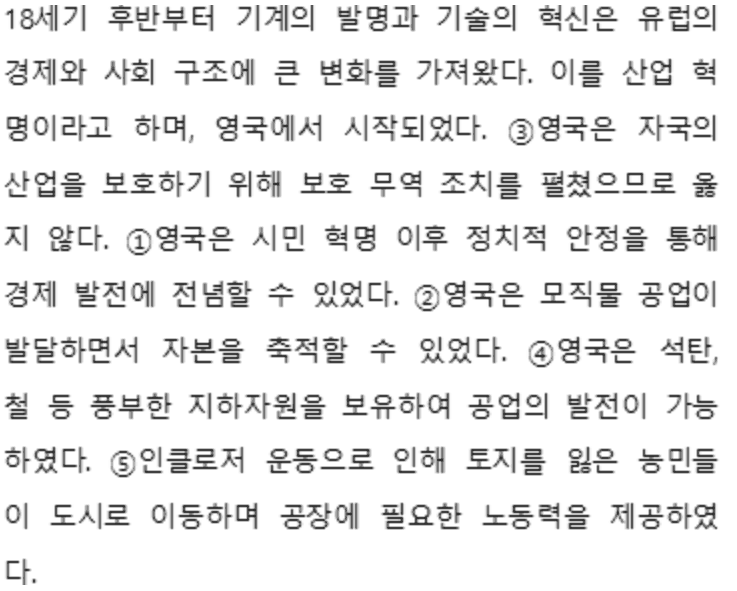 18세기 후반부터 기계의 발명과 기술의 혁신은 유럽의
경제와 사회 구조에 큰 변화를 가져왔다. 이를 산업 혁
명이라고 하며, 영국에서 시작되었다. ③영국은 자국의
산업을 보호하기 위해 보호 무역 조치를 펼쳤으므로 옳
지 않다. ①영국은 시민 혁명 이후 정치적 안정을 통해
경제 발전에 전념할 수 있었다. ②영국은 모직물 공업이
발달하면서 자본을 축적할 수 있었다. ④영국은 석탄,
철 등 풍부한 지하자원을 보유하여 공업의 발전이 가능
하였다. ⑤인클로저 운동으로 인해 토지를 잃은 농민들
이 도시로 이동하며 공장에 필요한 노동력을 제공하였
다.